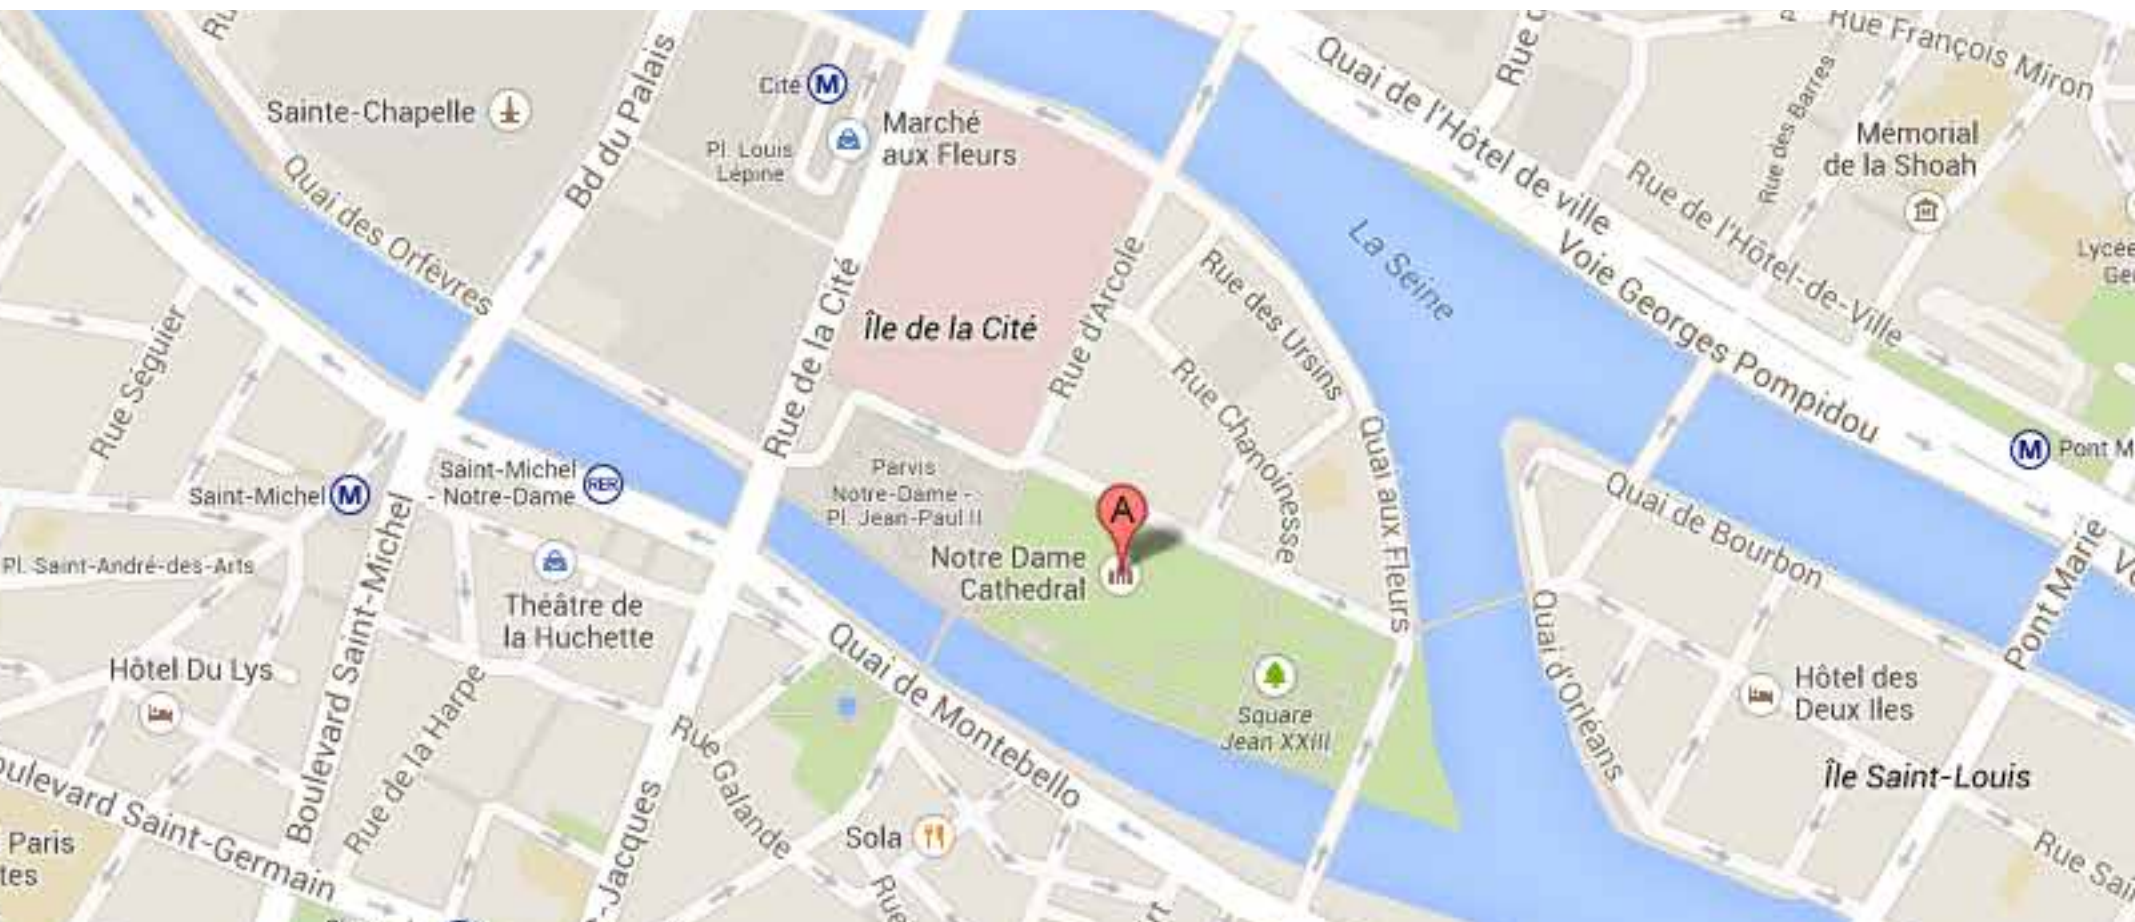 Rue François Miron
Quai de l'Hôtel de ville
Bd du Palais
Rue des Barres
Cité
M
Sainte-Chapelle
Marché
aux Fleurs
Mémorial
de la Shoah
Pl. Louis
Lépine
Rue de l'Hôtel-de-Ville
Quai des Orfèvres
La Seine
Voie Georges Pompidou
Lycée
Rue de la Cité
Île de la Cité
Rue d'Arcole
Rue des Ursins
Rue Séguier
Rue Chanoinesse
Quai aux Fleurs
M
Pont M
Saint-Michel
- Notre-Dame
RER
Saint-Michel
M
Parvis
Notre-Dame -
Pl. Jean-Paul II
A
Quai de Bourbon
Notre Dame
Cathedral
Pl. Saint-André-des-Arts
Boulevard Saint-Michel
Théâtre de
la Huchette
Quai d'Orléans
Pont Marie
Hôtel Du Lys
Quai de Montebello
Square
Jean XXIII
Hôtel des
Deux Iles
Rue de la Harpe
Rue Galande
Île Saint-Louis
oulevard Saint-Germain
-Jacques
Sola
Paris
tes
Rue
Rue Sai